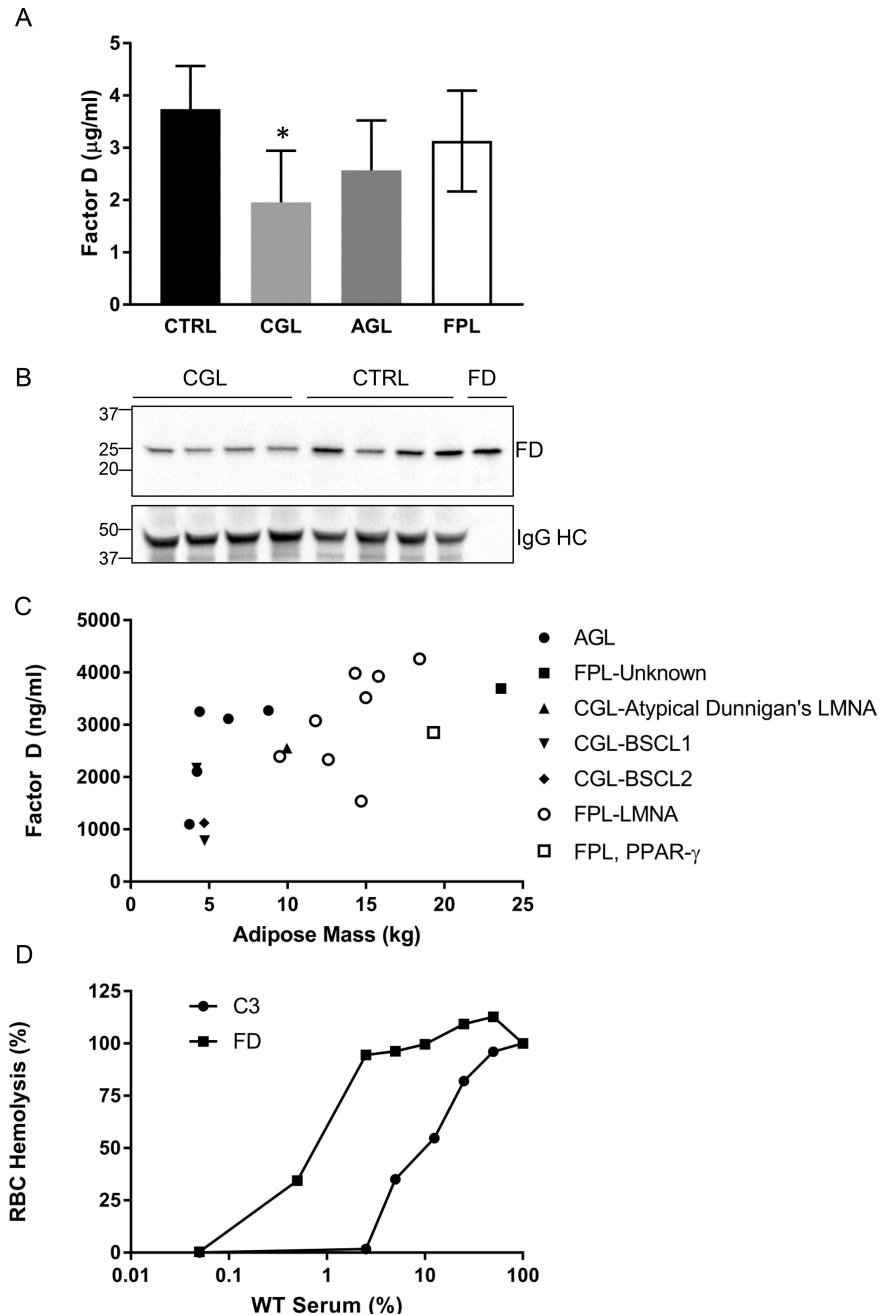 A
Factor D (μg/ml)
5
4
3
2
1
0
*
CTRL CGL AGL FPL
B
CGL CTRL FD
37
25
20
FD
50
37
IgG HC
C
Factor D (ng/ml)
5000
4000
3000
2000
1000
0
0 5 10 15 20 25
Adipose Mass (kg)
AGL
FPL-Unknown
CGL-Atypical Dunnigan's LMNA
CGL-BSCL1
CGL-BSCL2
FPL-LMNA
FPL, PPAR-γ
D
RBC Hemolysis (%)
125
100
75
50
25
0
C3
FD
0.01 0.1 1 10 100
WT Serum (%)